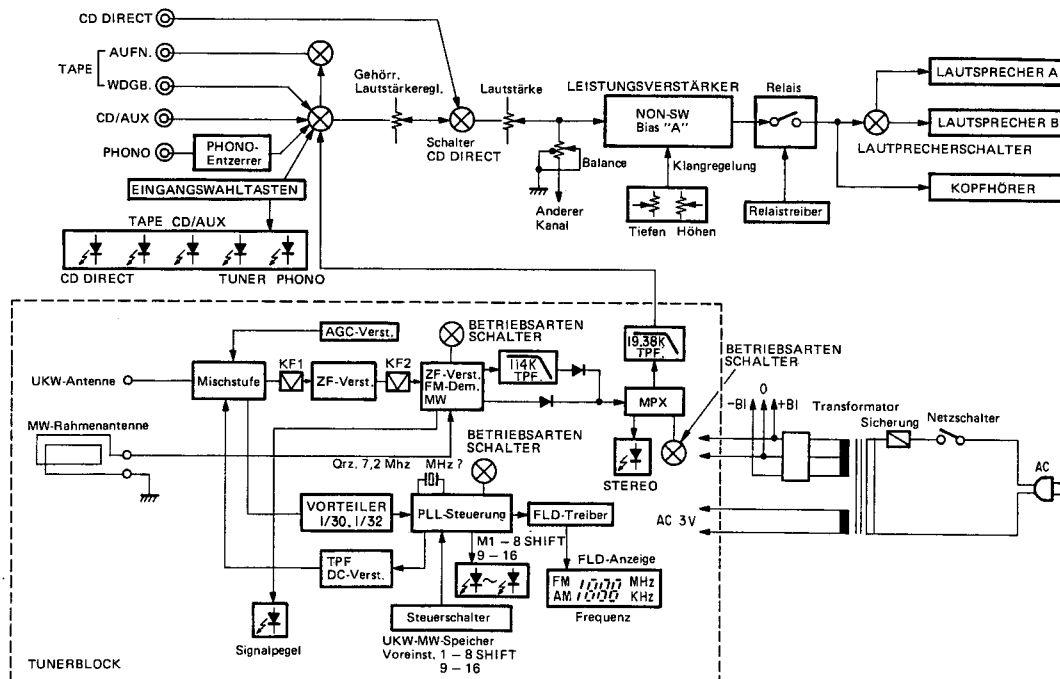 CD DIRECT
AUFN.
TAPE
WDGB.
CD/AUX
PHONO
PHONO-
Entzerrer
EINGANGSWAHLTASTEN
TAPE CD/AUX
CD DIRECT
TUNER PHONO
Gehörr.
Lautstärkeregl.
Lautstärke
Schalter
CD DIRECT
LEISTUNGSVERSTÄRKER
NON-SW
Bias "A"
Balance
Klangregelung
Anderer
Kanal
Tiefen Höhen
Relais
Relaistreiber
LAUTSPRECHER A
LAUTSPRECHER B
LAUTPRECHERSCHALTER
KOPFHÖRER
BETRIEBSARTEN
SCHALTER
AGC-Verst.
UKW-Antenne
Mischstufe
KF1
ZF-Verst.
KF2
ZF-Verst.
FM-Dem.
MW
114K
TPF.
19,38K
TPF.
BETRIEBSARTEN
SCHALTER
MPX
STEREO
MW-Rahmenantenne
BETRIEBSARTEN
SCHALTER
Qrz. 7,2 Mhz
MHz ?
VORTEILER
1/30, 1/32
PLL-Steuerung
FLD-Treiber
M1 – 8 SHIFT
9 – 16
TPF
DC-Verst.
FLD-Anzeige
FM 1000 MHz
AM 1000 KHz
Frequenz
Steuerschalter
UKW-MW-Speicher
Voreinst. 1 – 8 SHIFT
9 – 16
Signalpegel
TUNERBLOCK
0
-BI
+BI
Transformator
Sicherung
Netzschalter
AC
AC 3V